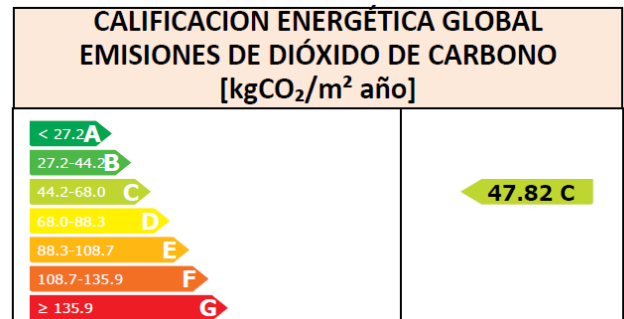 CALIFICACION ENERGÉTICA GLOBAL
EMISIONES DE DIÓXIDO DE CARBONO
[kgCO₂/m² año]
< 27.2 A
27.2-44.2 B
44.2-68.0 C
47.82 C
68.0-88.3 D
88.3-108.7 E
108.7-135.9 F
≥ 135.9 G